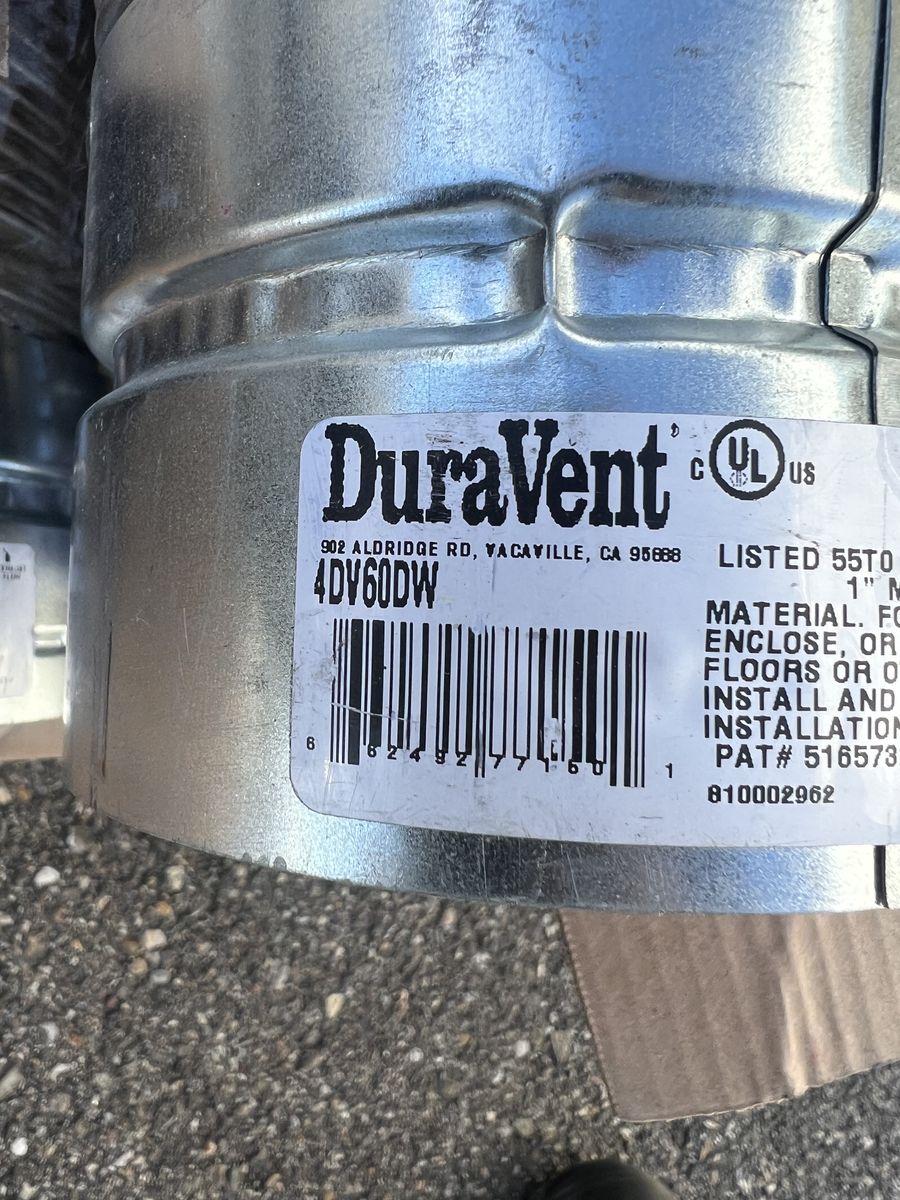 DuraVent
C UL US
902 ALDRIDGE RD, VACAVILLE, CA 95688
4DV60DW
6 62492 77160 1
LISTED 55T0
1"
MATERIAL.
ENCLOSE, OR
FLOORS OR
INSTALL AND
INSTALLATION
PAT# 516573
810002962